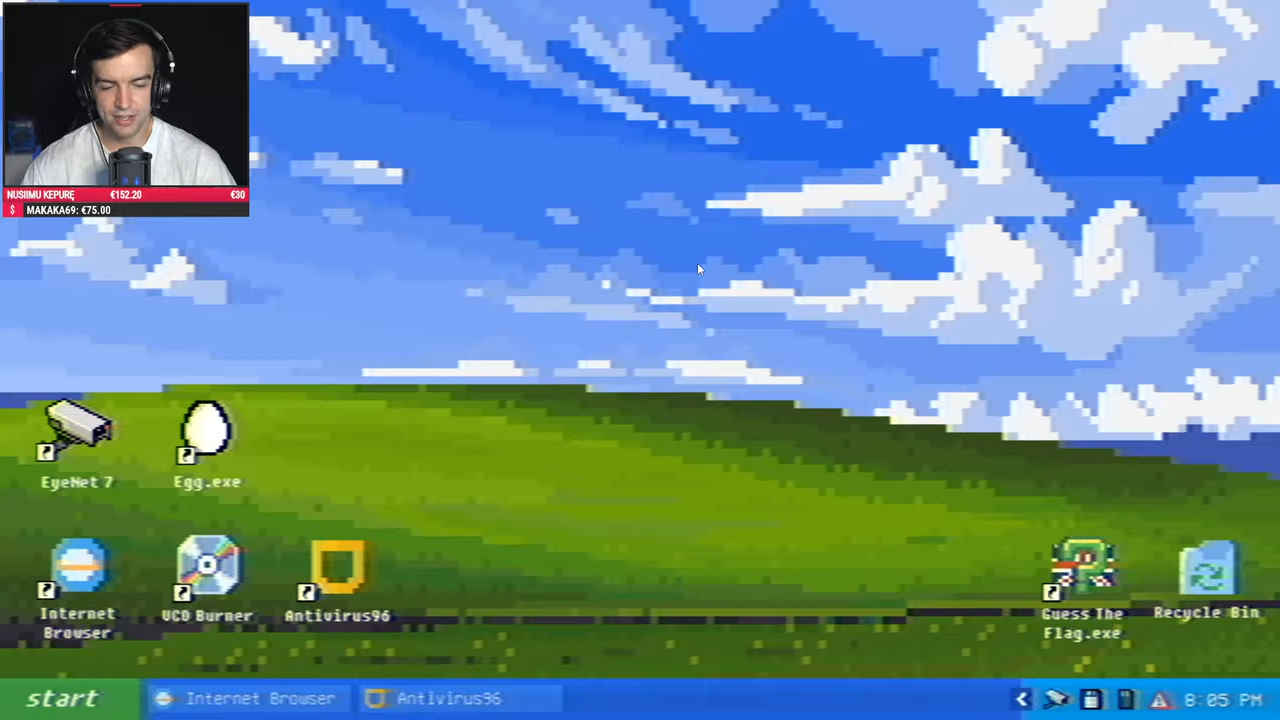 NUSIIMU KEPURĘ €152.20 €30
$ MAKAKA69: €75.00
EyeNet 7
Egg.exe
Internet
Browser
VCD Burner
Antivirus96
Guess The
Flag.exe
Recycle Bin
start
Internet Browser
Antivirus96
8:05 PM